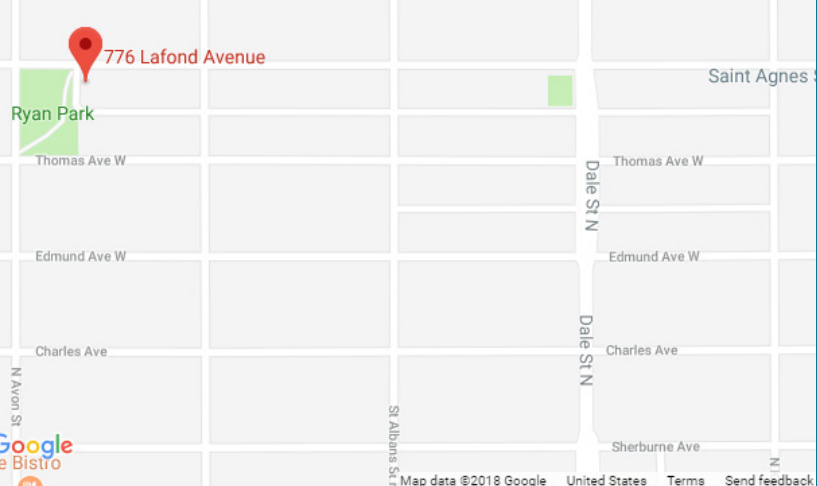 776 Lafond Avenue
Saint Agnes S
Ryan Park
Thomas Ave W
Thomas Ave W
Dale St N
Edmund Ave W
Edmund Ave W
Dale St N
Charles Ave
Charles Ave
N Avon St
St Albans St
Google
Sherburne Ave
e Bistro
N
Map data ©2018 Google
United States
Terms
Send feedback